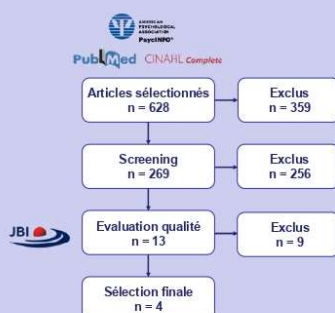 AMERICAN
PSYCHOLOGICAL
ASSOCIATION
PsycINFO®
PubMed CINAHL Complete
Articles sélectionnés
n = 628
Exclus
n = 359
Screening
n = 269
Exclus
n = 256
JBI
Evaluation qualité
n = 13
Exclus
n = 9
Sélection finale
n = 4